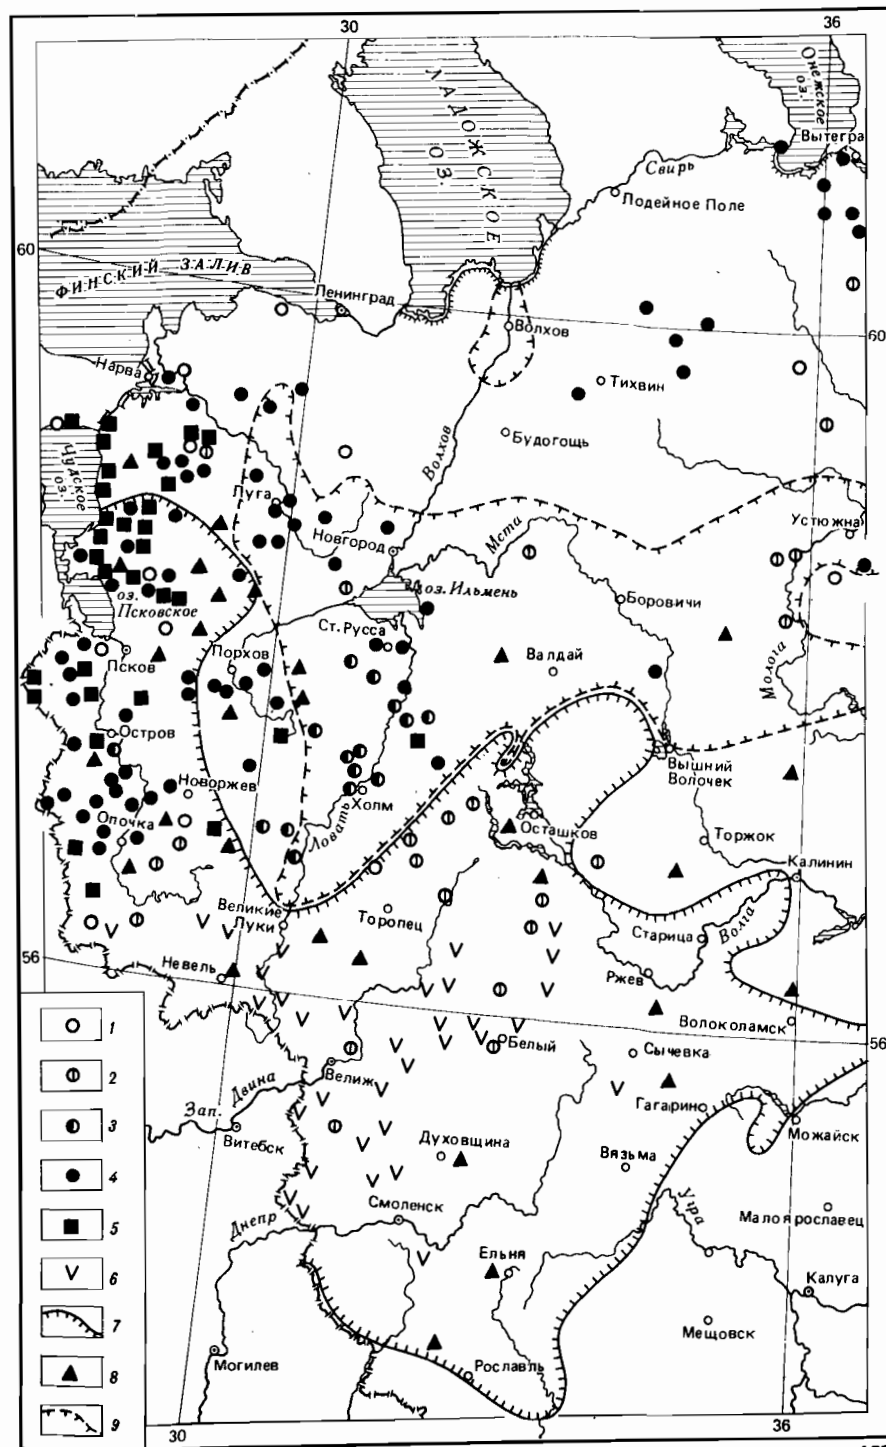 30
36
ЛАДОЖСКОЕ ОЗ.
Онежское оз.
Вытегра
Свирь
Лодейное Поле
60
ФИНСКИЙ ЗАЛИВ
Ленинград
Волхов
60
Нарва
Тихвин
Чудское оз.
Волхов
Будогощь
Луга
Устюжна
Новгород
Мста
оз. Ильмень
Боровичи
оз. Псковское
Ст. Русса
Валдай
Молога
Псков
Порхов
Остров
Вышний Волочек
Новоржев
Холм
Ловать
Осташков
Торжок
Опочка
Калинин
Великие Луки
Торопец
Волга
Старица
56
Невель
Ржев
Волоколамск
1
Белый
Сычевка
56
2
Велиж
Зап. Двина
Гагарино
3
Витебск
Можайск
Духовщина
Вязьма
4
Смоленск
Угра
Малоярославец
5
Днепр
Ельня
6
Калуга
7
Мещовск
8
Могилев
Рославль
9
30
36